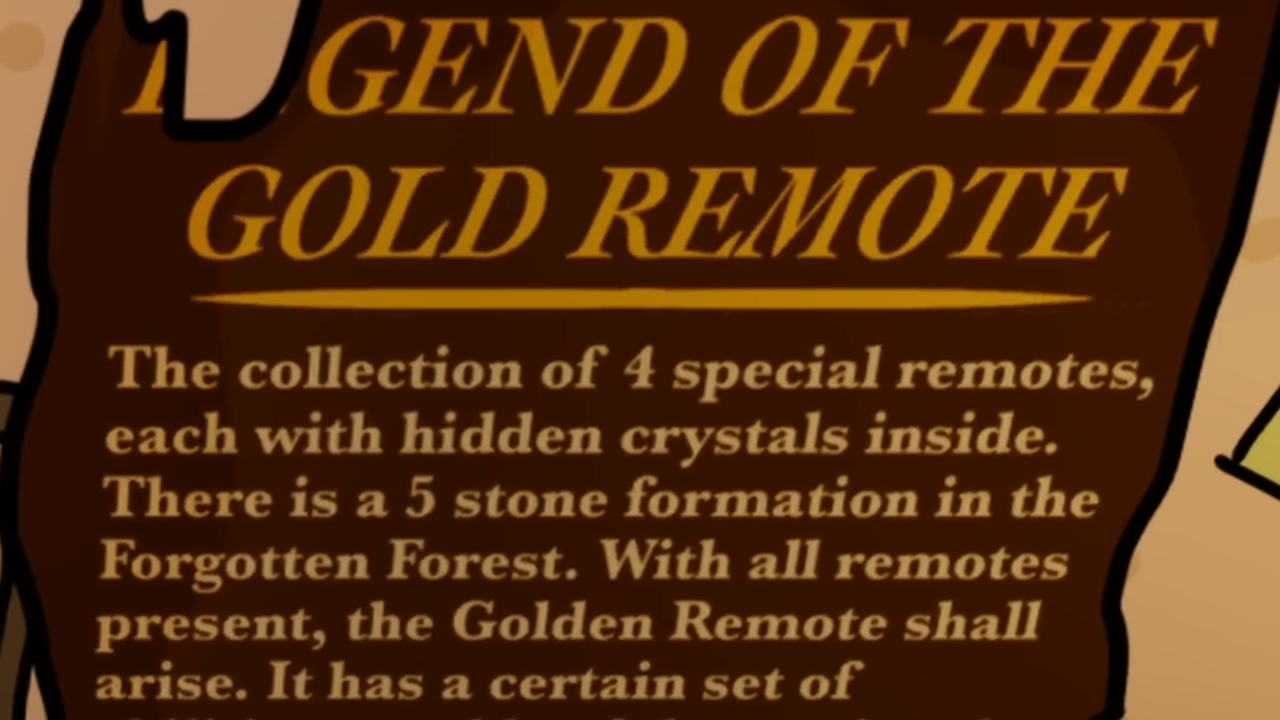 GEND OF THE
GOLD REMOTE
The collection of 4 special remotes,
each with hidden crystals inside.
There is a 5 stone formation in the
Forgotten Forest. With all remotes
present, the Golden Remote shall
arise. It has a certain set of